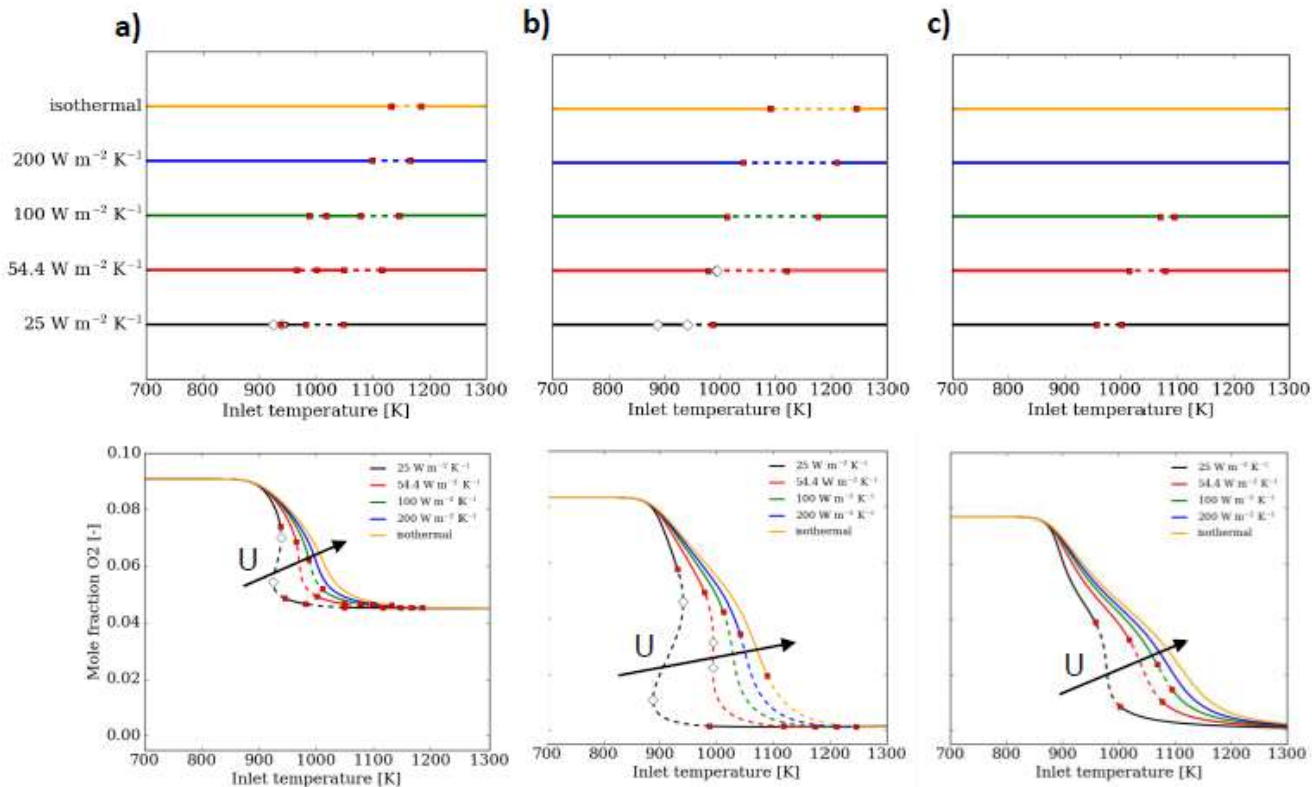 a)
b)
c)
isothermal
200 W m⁻² K⁻¹
100 W m⁻² K⁻¹
54.4 W m⁻² K⁻¹
25 W m⁻² K⁻¹
700 800 900 1000 1100 1200 1300
Inlet temperature [K]
700 800 900 1000 1100 1200 1300
Inlet temperature [K]
700 800 900 1000 1100 1200 1300
Inlet temperature [K]
Mole fraction O2 [-]
0.10
0.08
0.06
0.04
0.02
0.00
25 W m⁻² K⁻¹
54.4 W m⁻² K⁻¹
100 W m⁻² K⁻¹
200 W m⁻² K⁻¹
isothermal
U
700 800 900 1000 1100 1200 1300
Inlet temperature [K]
25 W m⁻² K⁻¹
54.4 W m⁻² K⁻¹
100 W m⁻² K⁻¹
200 W m⁻² K⁻¹
isothermal
U
700 800 900 1000 1100 1200 1300
Inlet temperature [K]
25 W m⁻² K⁻¹
54.4 W m⁻² K⁻¹
100 W m⁻² K⁻¹
200 W m⁻² K⁻¹
isothermal
U
700 800 900 1000 1100 1200 1300
Inlet temperature [K]